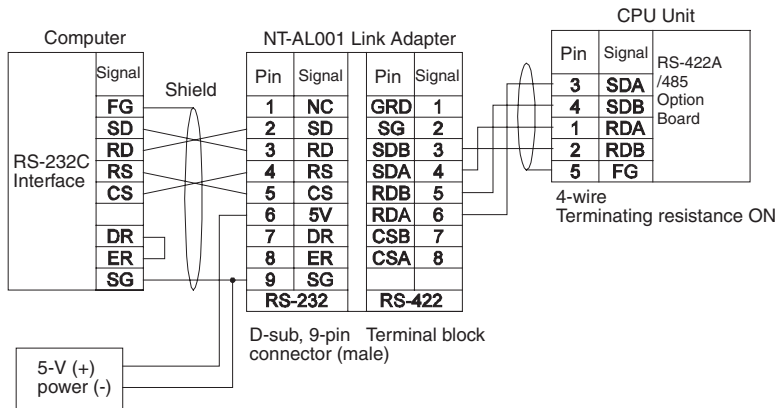 Computer
Signal
FG
SD
RD
RS
CS
DR
ER
SG
RS-232C
Interface
Shield
NT-AL001 Link Adapter
Pin Signal Pin Signal
1 NC GRD 1
2 SD SG 2
3 RD SDB 3
4 RS SDA 4
5 CS RDB 5
6 5V RDA 6
7 DR CSB 7
8 ER CSA 8
9 SG
RS-232 RS-422
D-sub, 9-pin
connector (male)
Terminal block
CPU Unit
Pin Signal
3 SDA
4 SDB
1 RDA
2 RDB
5 FG
RS-422A
/485
Option
Board
4-wire
Terminating resistance ON
5-V (+)
power (-)